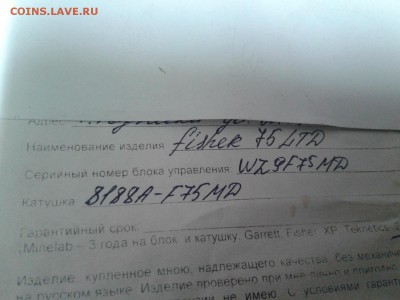 COINS.LAVE.RU
Адрес
Наименование изделия fisher 75 LTD
Серийный номер блока управления WZ9F75MD
Катушка 8188A-F75MD
Гарантийный срок
Minelab – 3 года на блок и катушку, Garrett, Fisher, XP, Teknetics,
Изделие, купленное мною, надлежащего качества, без механич
на русском языке. Изделие проверено при мне лично и пригодно
не имею. С условиями гарант